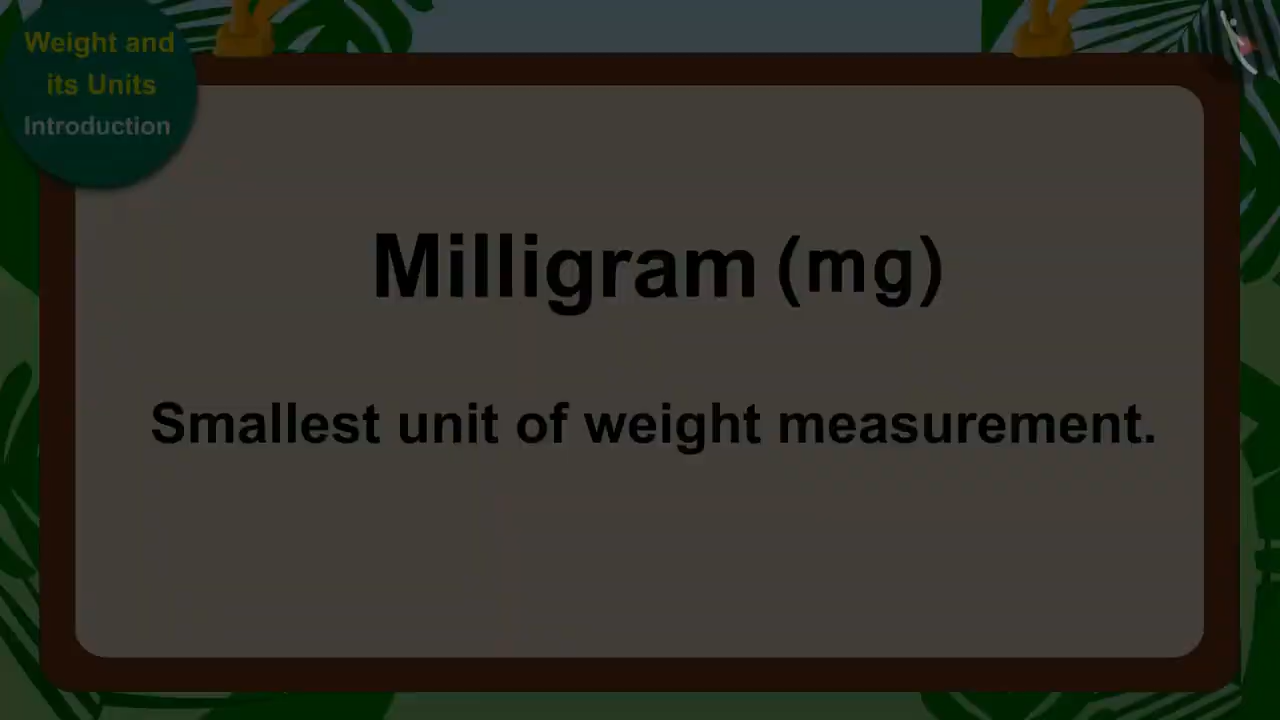 Weight and
its Units
Introduction
Milligram (mg)
Smallest unit of weight measurement.